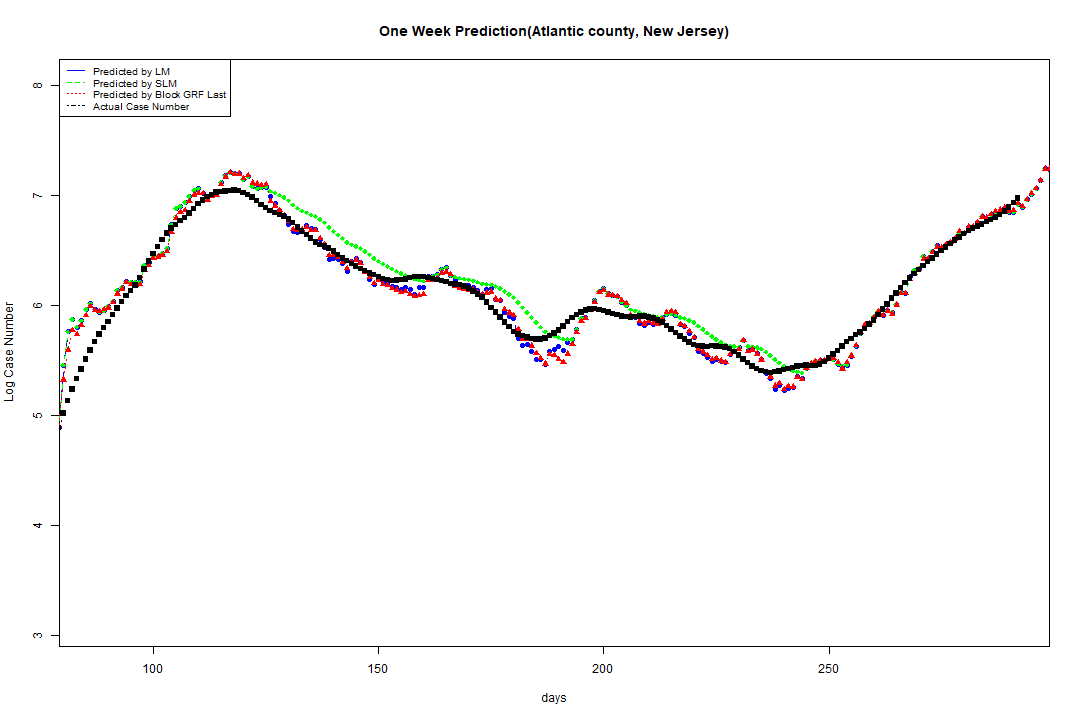 One Week Prediction(Atlantic county, New Jersey)
Predicted by LM
Predicted by SLM
Predicted by Block GRF Last
Actual Case Number
8
7
6
5
4
3
Log Case Number
100 150 200 250
days